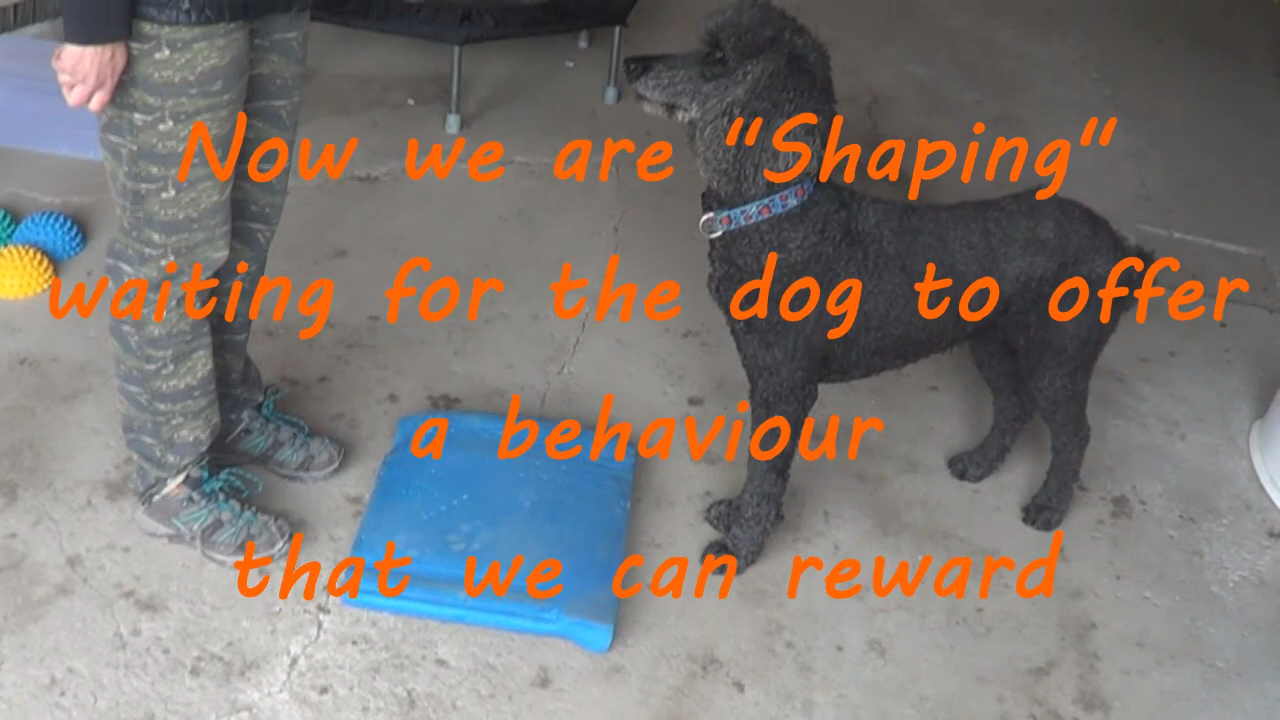 Now we are "Shaping"
waiting for the dog to offer
a behaviour
that we can reward